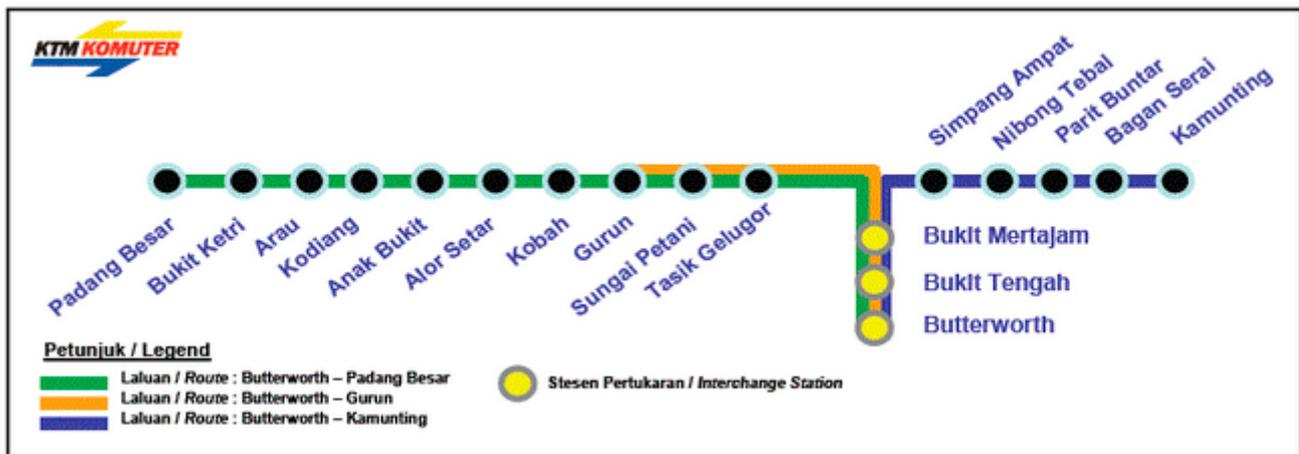 KTM KOMUTER
Padang Besar
Bukit Ketri
Arau
Kodiang
Anak Bukit
Alor Setar
Kobah
Gurun
Sungai Petani
Tasik Gelugor
Simpang Ampat
Nibong Tebal
Parit Buntar
Bagan Serai
Kamunting
Bukit Mertajam
Bukit Tengah
Butterworth
Petunjuk / Legend
Laluan / Route : Butterworth – Padang Besar
Laluan / Route : Butterworth – Gurun
Laluan / Route : Butterworth – Kamunting
Stesen Pertukaran / Interchange Station